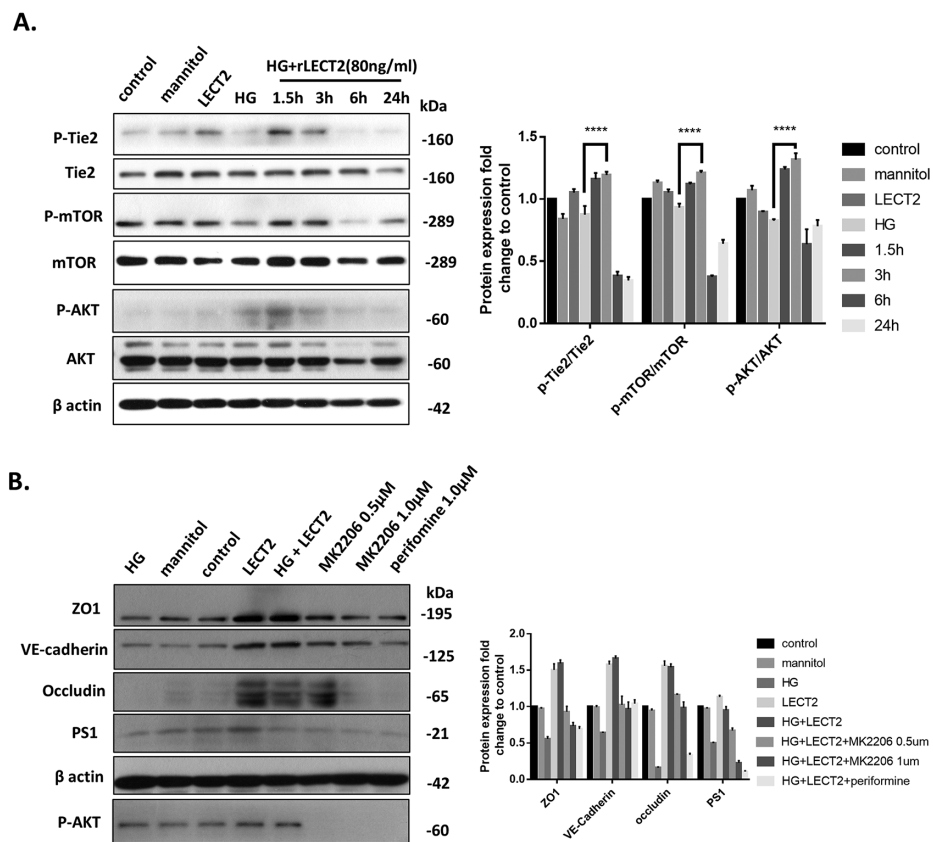 A.
control
mannitol
LECT2
HG
HG+rLECT2(80ng/ml)
1.5h
3h
6h
24h
kDa
P-Tie2
-160
Tie2
-160
P-mTOR
-289
mTOR
-289
P-AKT
-60
AKT
-60
β actin
-42
Protein expression fold
change to control
1.5
1.0
0.5
0.0
****
****
****
p-Tie2/Tie2
p-mTOR/mTOR
p-AKT/AKT
control
mannitol
LECT2
HG
1.5h
3h
6h
24h
B.
HG
mannitol
control
LECT2
HG + LECT2
MK2206 0.5μM
MK2206 1.0μM
perifomine 1.0μM
kDa
ZO1
-195
VE-cadherin
-125
Occludin
-65
PS1
-21
β actin
-42
P-AKT
-60
Protein expression fold
change to control
2.0
1.5
1.0
0.5
0.0
ZO1
VE-Cadherin
occludin
PS1
control
mannitol
HG
LECT2
HG+LECT2
HG+LECT2+MK2206 0.5um
HG+LECT2+MK2206 1um
HG+LECT2+periformine